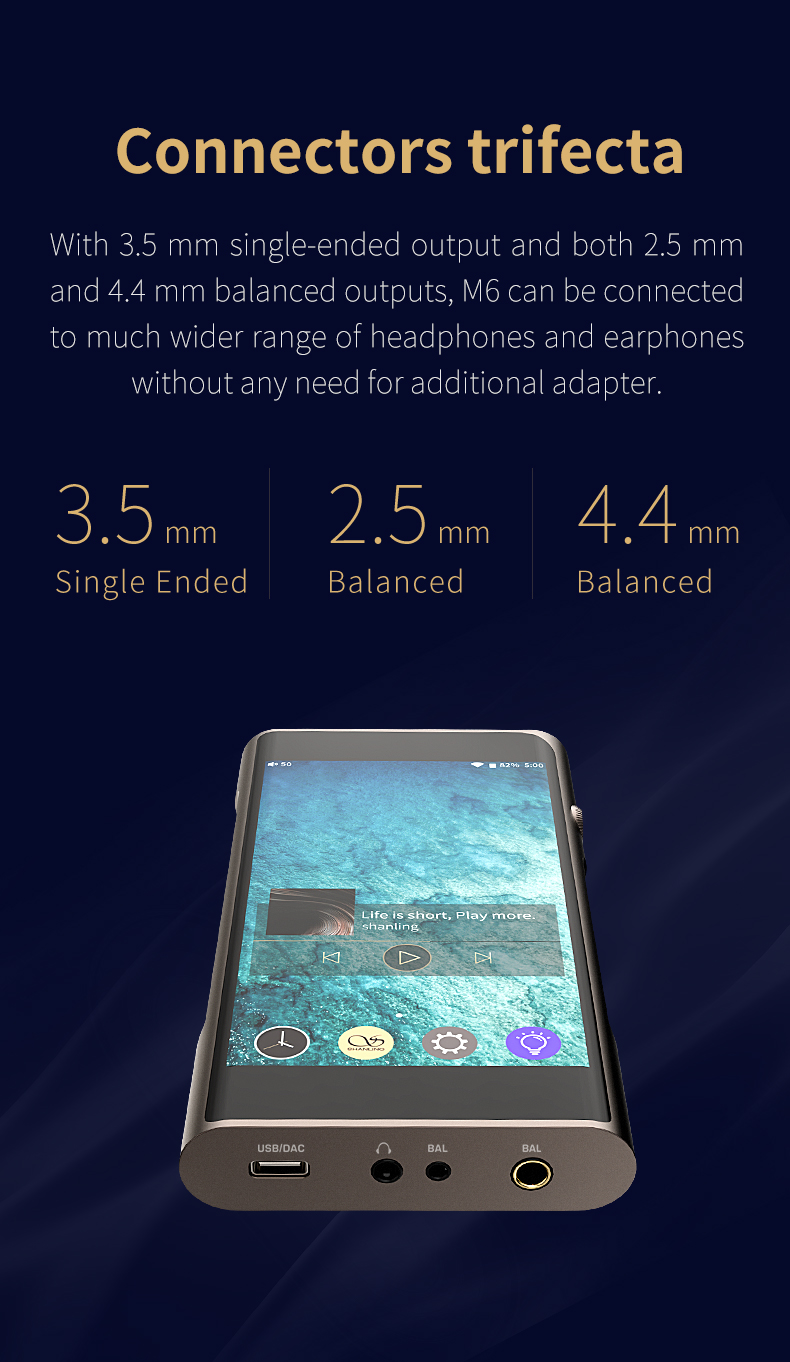 Connectors trifecta
With 3.5 mm single-ended output and both 2.5 mm
and 4.4 mm balanced outputs, M6 can be connected
to much wider range of headphones and earphones
without any need for additional adapter.
3.5 mm
Single Ended
2.5 mm
Balanced
4.4 mm
Balanced
50
82% 5:00
Life is short, Play more.
shanling
SHANLING
USB/DAC
BAL
BAL